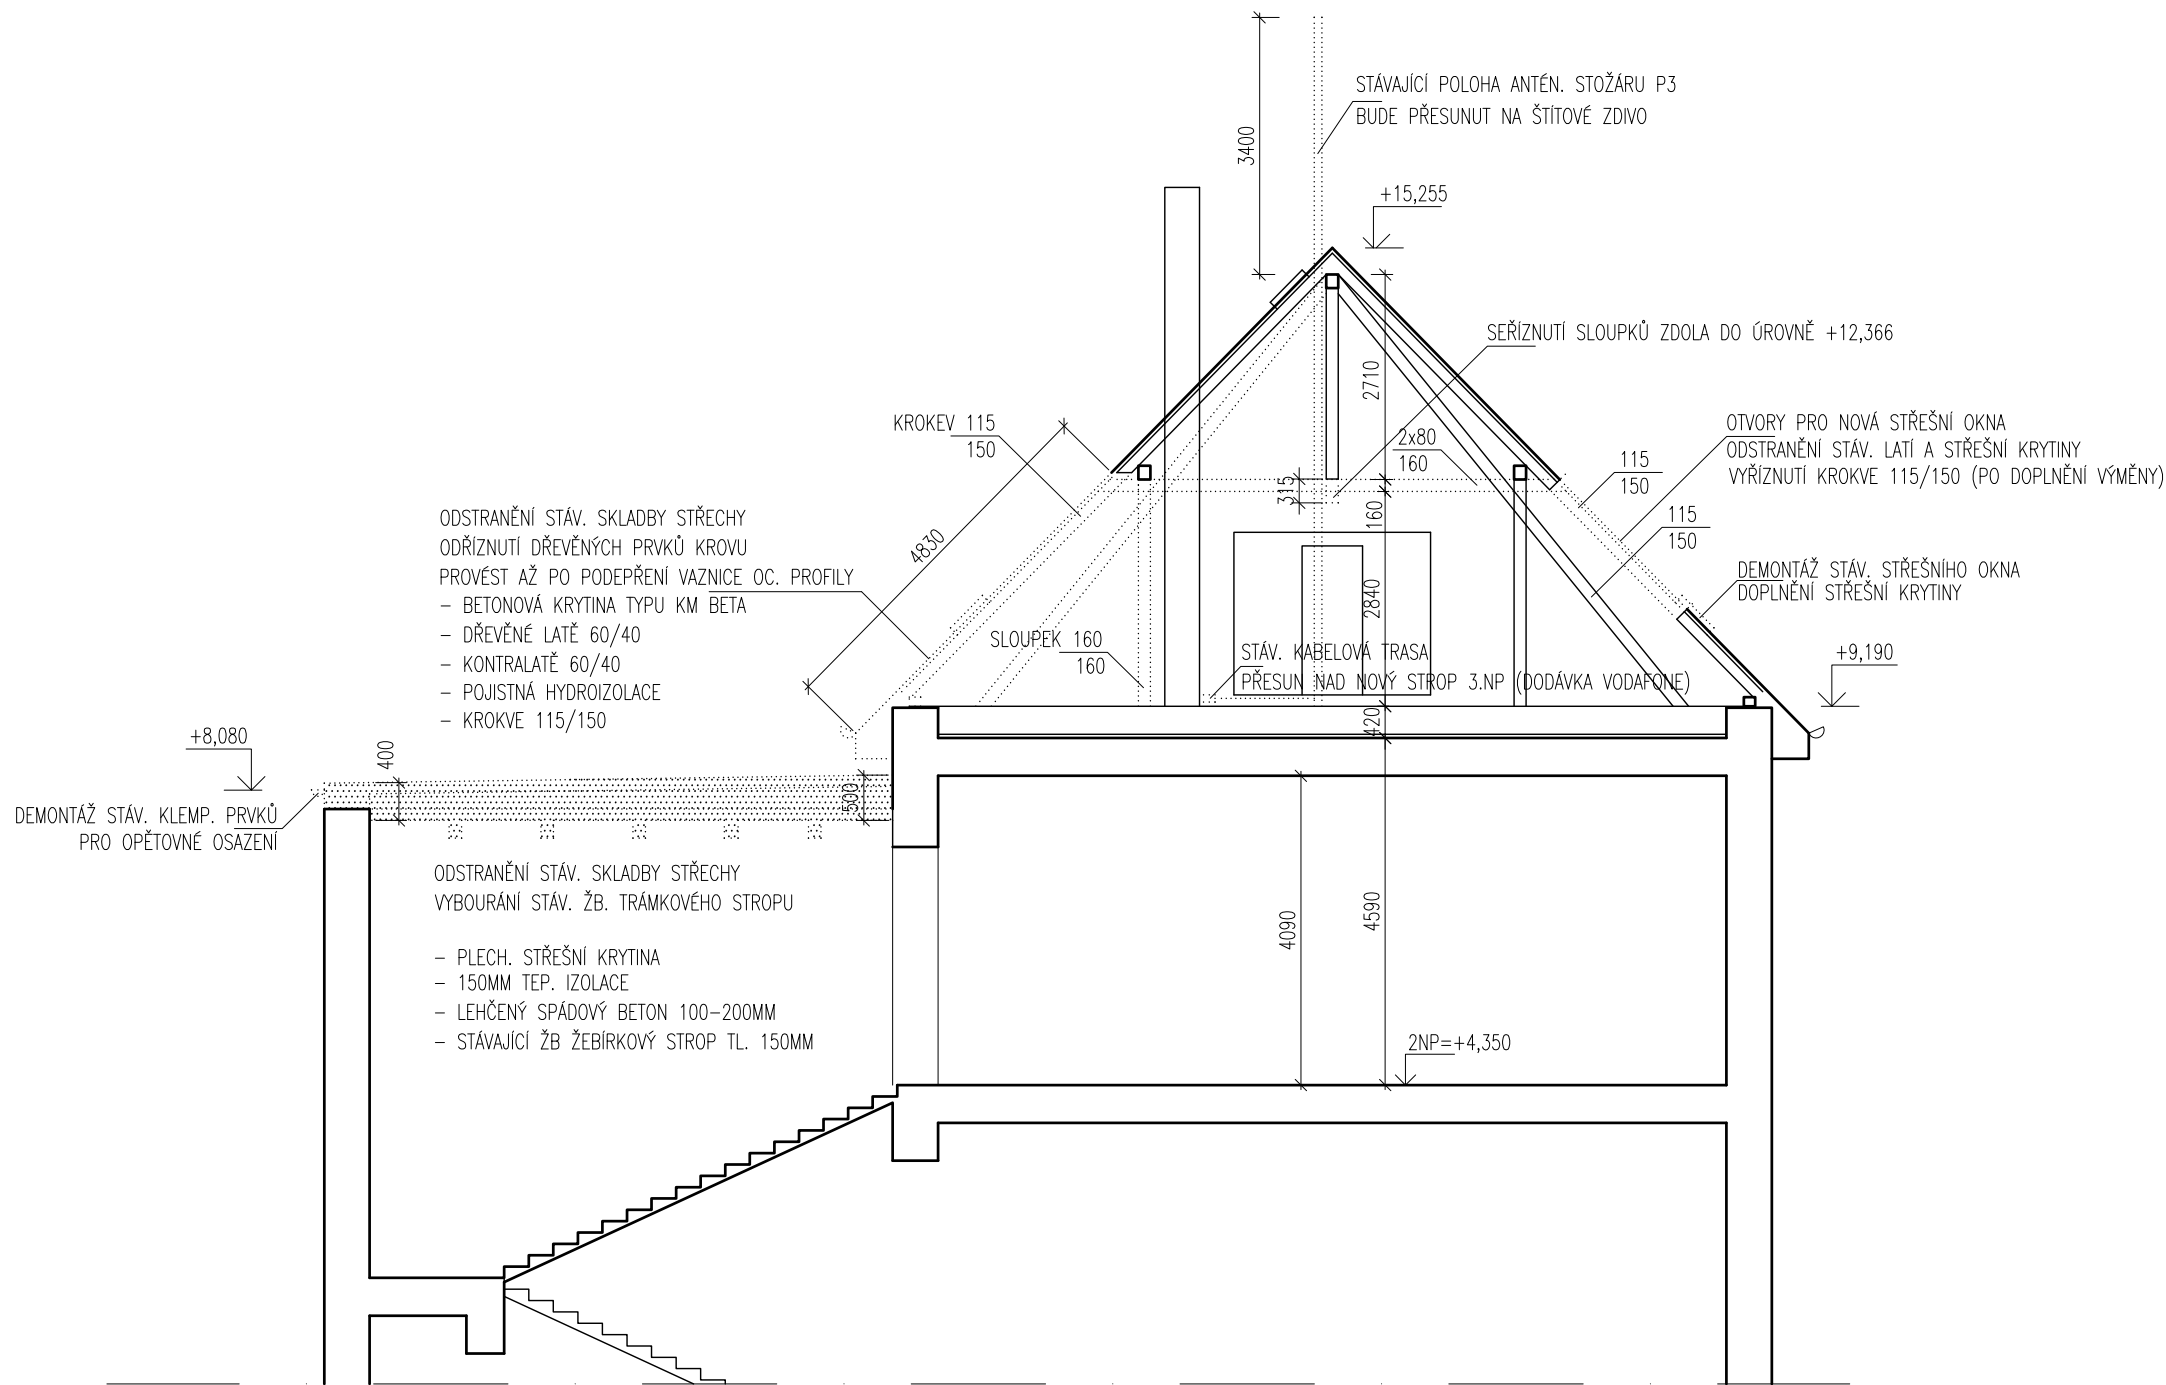 STÁVAJÍCÍ POLOHA ANTÉN. STOŽÁRU P3
BUDE PŘESUNUT NA ŠTÍTOVÉ ZDIVO
3400
+15,255
SEŘÍZNUTÍ SLOUPKŮ ZDOLA DO ÚROVNĚ +12,366
2710
KROKEV 115
150
2x80
160
OTVORY PRO NOVÁ STŘEŠNÍ OKNA
ODSTRANĚNÍ STÁV. LATÍ A STŘEŠNÍ KRYTINY
VYŘÍZNUTÍ KROKVE 115/150 (PO DOPLNĚNÍ VÝMĚNY)
115
150
315
160
115
150
ODSTRANĚNÍ STÁV. SKLADBY STŘECHY
ODŘÍZNUTÍ DŘEVĚNÝCH PRVKŮ KROVU
PROVÉST AŽ PO PODEPŘENÍ VAZNICE OC. PROFILY
- BETONOVÁ KRYTINA TYPU KM BETA
- DŘEVĚNÉ LATĚ 60/40
- KONTRALATĚ 60/40
- POJISTNÁ HYDROIZOLACE
- KROKVE 115/150
4830
DEMONTÁŽ STÁV. STŘEŠNÍHO OKNA
DOPLNĚNÍ STŘEŠNÍ KRYTINY
2840
SLOUPEK 160
160
STÁV. KABELOVÁ TRASA
PŘESUN NAD NOVÝ STROP 3.NP (DODÁVKA VODAFONE)
+9,190
420
+8,080
400
500
DEMONTÁŽ STÁV. KLEMP. PRVKŮ
PRO OPĚTOVNÉ OSAZENÍ
ODSTRANĚNÍ STÁV. SKLADBY STŘECHY
VYBOURÁNÍ STÁV. ŽB. TRÁMKOVÉHO STROPU
- PLECH. STŘEŠNÍ KRYTINA
- 150MM TEP. IZOLACE
- LEHČENÝ SPÁDOVÝ BETON 100-200MM
- STÁVAJÍCÍ ŽB ŽEBÍRKOVÝ STROP TL. 150MM
4090
4590
2NP=+4,350